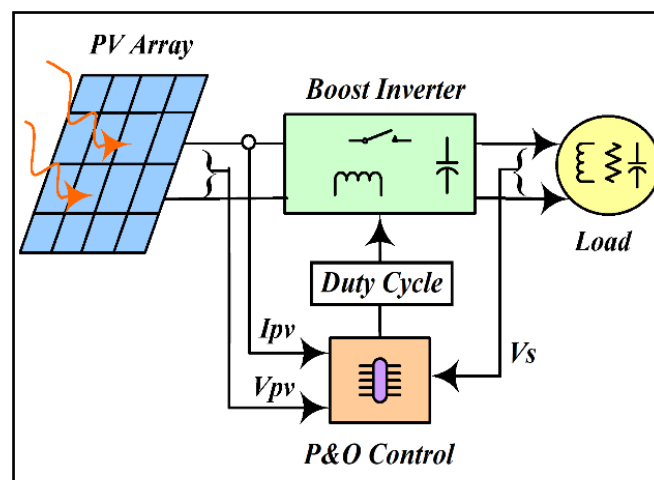 PV Array
Boost Inverter
Load
Duty Cycle
Ipv
Vs
Vpv
P&O Control